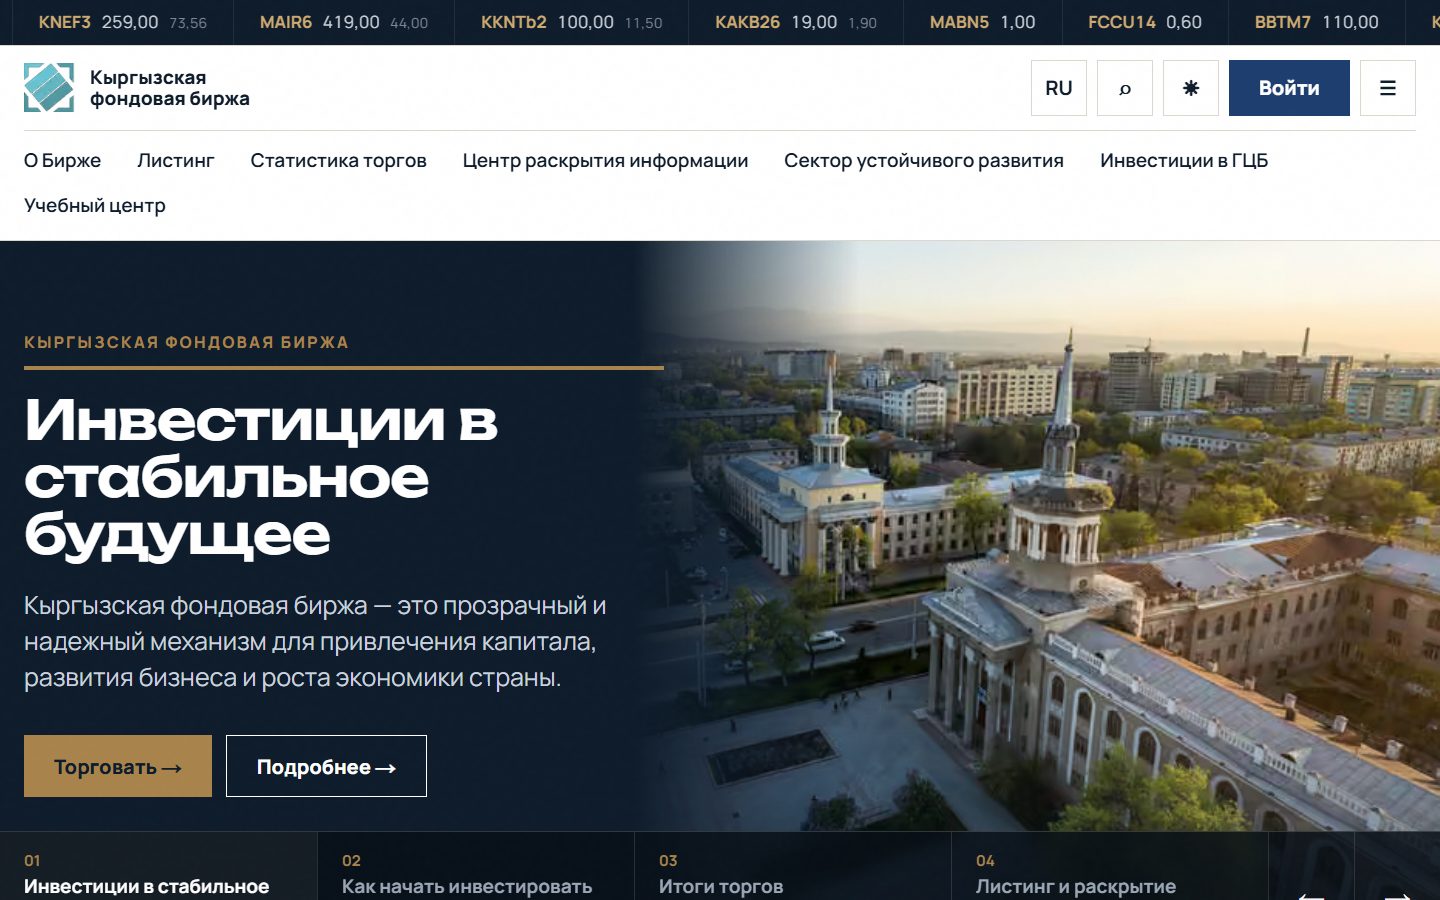 KNEF3 259,00 73,56 MAIR6 419,00 44,00 KKNTb2 100,00 11,50 KAKB26 19,00 1,90 MABN5 1,00 FCCU14 0,60 BBTM7 110,00
Кыргызская
фондовая биржа
RU
Войти
О Бирже Листинг Статистика торгов Центр раскрытия информации Сектор устойчивого развития Инвестиции в ГЦБ
Учебный центр
КЫРГЫЗСКАЯ ФОНДОВАЯ БИРЖА
Инвестиции в
стабильное
будущее
Кыргызская фондовая биржа — это прозрачный и
надежный механизм для привлечения капитала,
развития бизнеса и роста экономики страны.
Торговать →
Подробнее →
01
Инвестиции в стабильное
02
Как начать инвестировать
03
Итоги торгов
04
Листинг и раскрытие